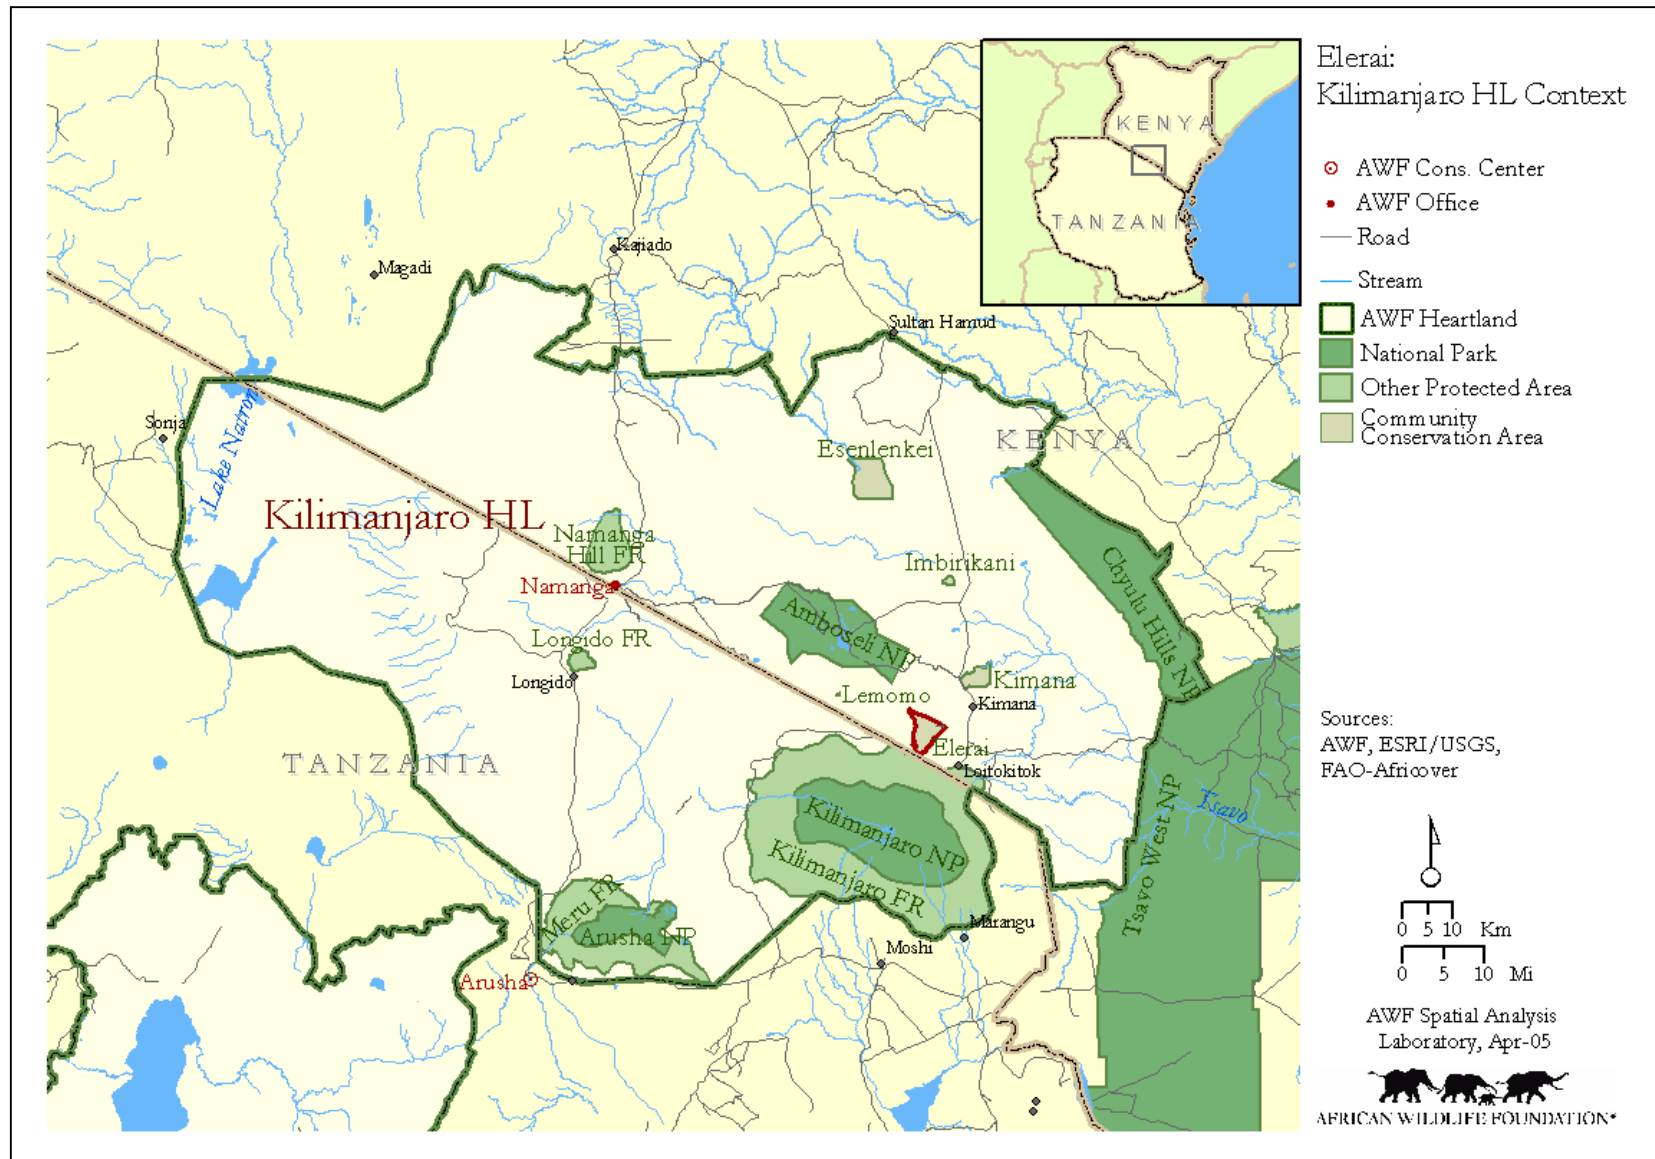 Elerai:
Kilimanjaro HL Context
AWF Cons. Center
AWF Office
Road
Stream
AWF Heartland
National Park
Other Protected Area
Community
Conservation Area
Sources:
AWF, ESRI/USGS,
FAO-Africover
0 5 10 Km
0 5 10 Mi
AWF Spatial Analysis
Laboratory, Apr-05
AFRICAN WILDLIFE FOUNDATION
KENYA
TANZANIA
Kajiado
Magadi
Sultan Hamud
Sonja
Lake Natron
KENYA
Esenlenkei
Kilimanjaro HL
Namanga
Hill FR
Namanga
Imbirikani
Chyulu Hills NP
Amboseli NP
Longido FR
Longido
Kimana
Kimana
Lemomo
Elerai
Loitokitok
TANZANIA
Kilimanjaro NP
Kilimanjaro FR
Tsavo
Tsavo West NP
Meru FR
Arusha NP
Marangu
Moshi
Arusha